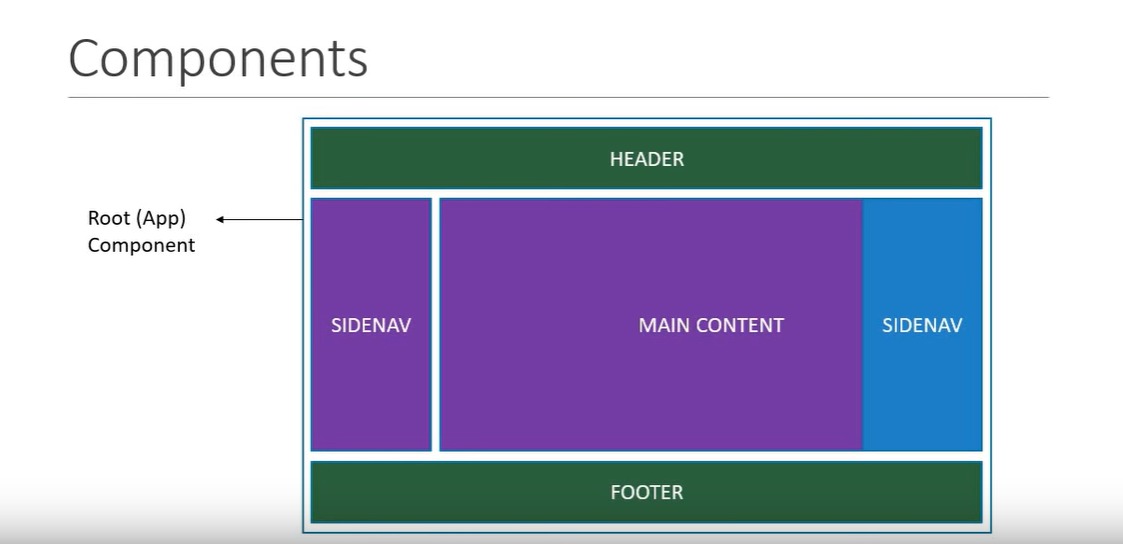 Components
HEADER
Root (App)
Component
SIDENAV
MAIN CONTENT
SIDENAV
FOOTER